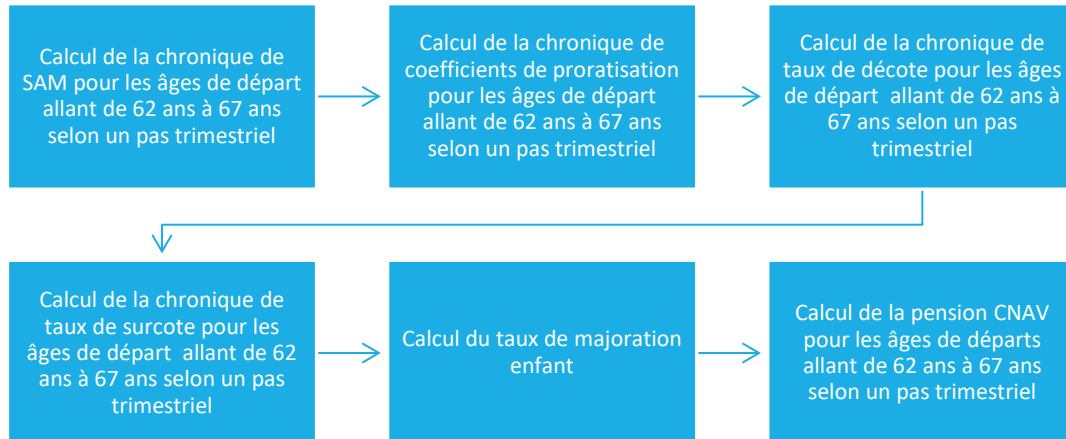 Calcul de la chronique de
SAM pour les âges de départ
allant de 62 ans à 67 ans
selon un pas trimestriel
Calcul de la chronique de
coefficients de proratisation
pour les âges de départ
allant de 62 ans à 67 ans
selon un pas trimestriel
Calcul de la chronique de
taux de décote pour les âges
de départ allant de 62 ans à
67 ans selon un pas
trimestriel
Calcul de la chronique de
taux de surcote pour les
âges de départ allant de 62
ans à 67 ans selon un pas
trimestriel
Calcul du taux de majoration
enfant
Calcul de la pension CNAV
pour les âges de départs
allant de 62 ans à 67 ans
selon un pas trimestriel